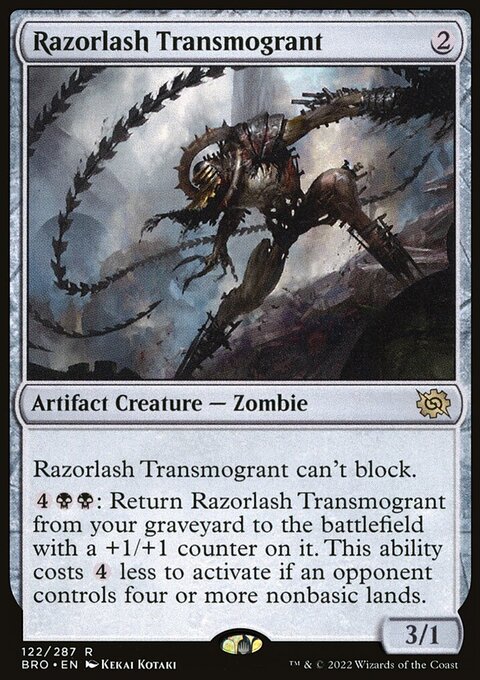 Razorlash Transmogrant 2
Artifact Creature — Zombie
Razorlash Transmogrant can't block.
4: Return Razorlash Transmogrant
from your graveyard to the battlefield
with a +1/+1 counter on it. This ability
costs 4 less to activate if an opponent
controls four or more nonbasic lands.
3/1
122/287 R
BRO • EN Kekai Kotaki
™ & © 2022 Wizards of the Coast